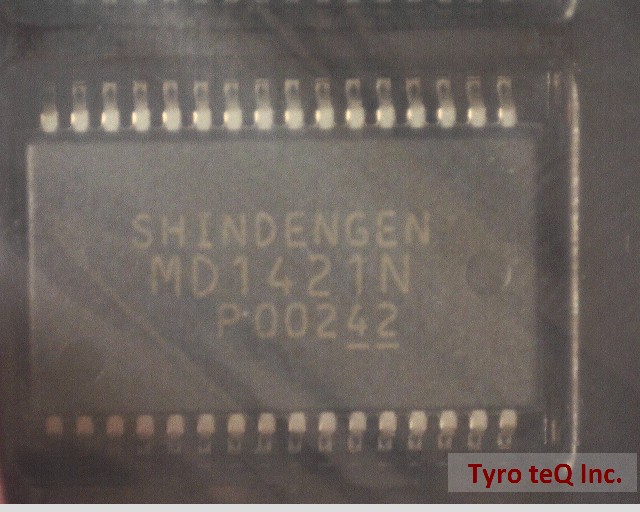 SHINDENGEN
MD1421N
P00242
Tyro teQ Inc.